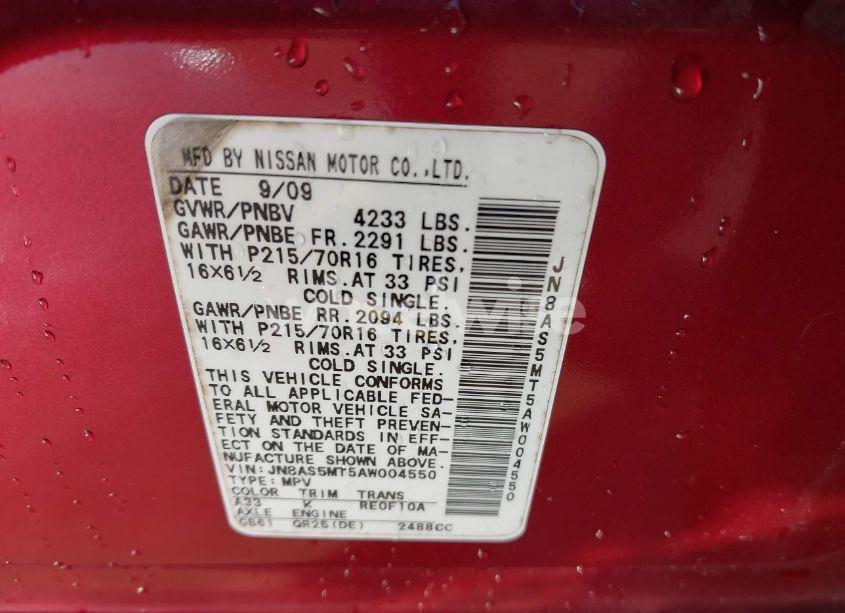 MFD BY NISSAN MOTOR CO.,LTD.
DATE 9/09
GVWR/PNBV 4233 LBS.
GAWR/PNBE FR. 2291 LBS.
WITH P215/70R16 TIRES,
16X6½ RIMS.AT 33 PSI
COLD SINGLE.
GAWR/PNBE RR. 2094 LBS.
WITH P215/70R16 TIRES,
16X6½ RIMS.AT 33 PSI
COLD SINGLE.
THIS VEHICLE CONFORMS
TO ALL APPLICABLE FED-
ERAL MOTOR VEHICLE SA-
FETY AND THEFT PREVEN-
TION STANDARDS IN EFF-
ECT ON THE DATE OF MA-
NUFACTURE SHOWN ABOVE.
VIN: JN8AS5MT5AW004550
TYPE: MPV
COLOR TRIM TRANS
A33 K RE0F10A
AXLE ENGINE
GB61 QR25(DE) 2488CC
JN8AS5MT5AW004550